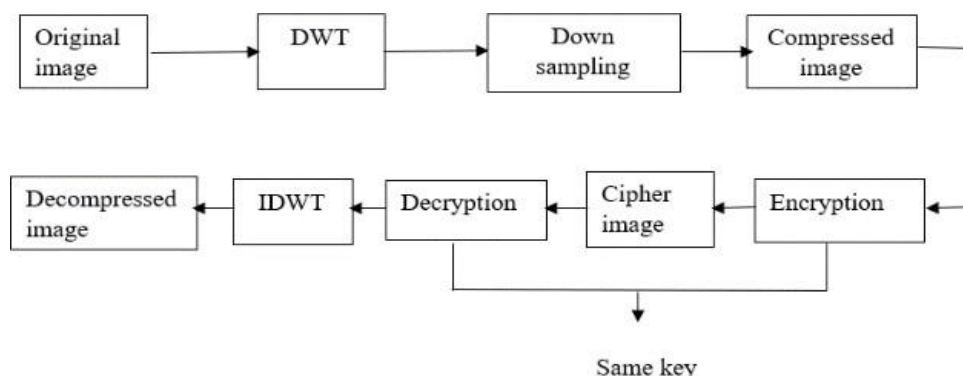 Original
image
DWT
Down
sampling
Compressed
image
Decompressed
image
IDWT
Decryption
Cipher
image
Encryption
Same key